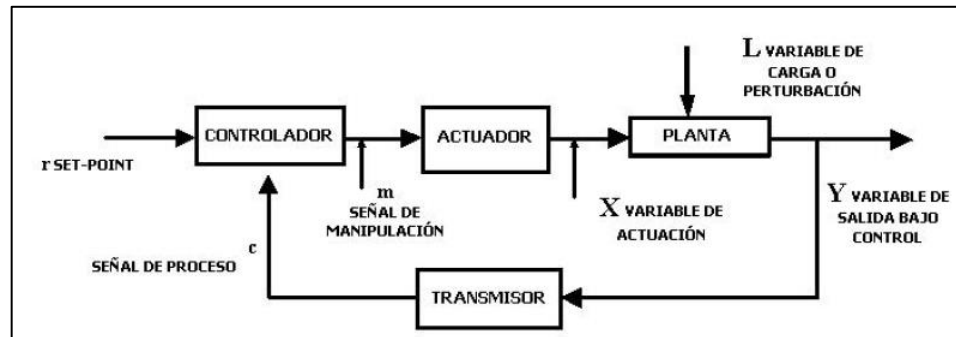 L VARIABLE DE
CARGA O
PERTURBACIÓN
CONTROLADOR
ACTUADOR
PLANTA
r SET-POINT
m
SEÑAL DE
MANIPULACIÓN
X VARIABLE DE
ACTUACIÓN
Y VARIABLE DE
SALIDA BAJO
CONTROL
c
SEÑAL DE PROCESO
TRANSMISOR